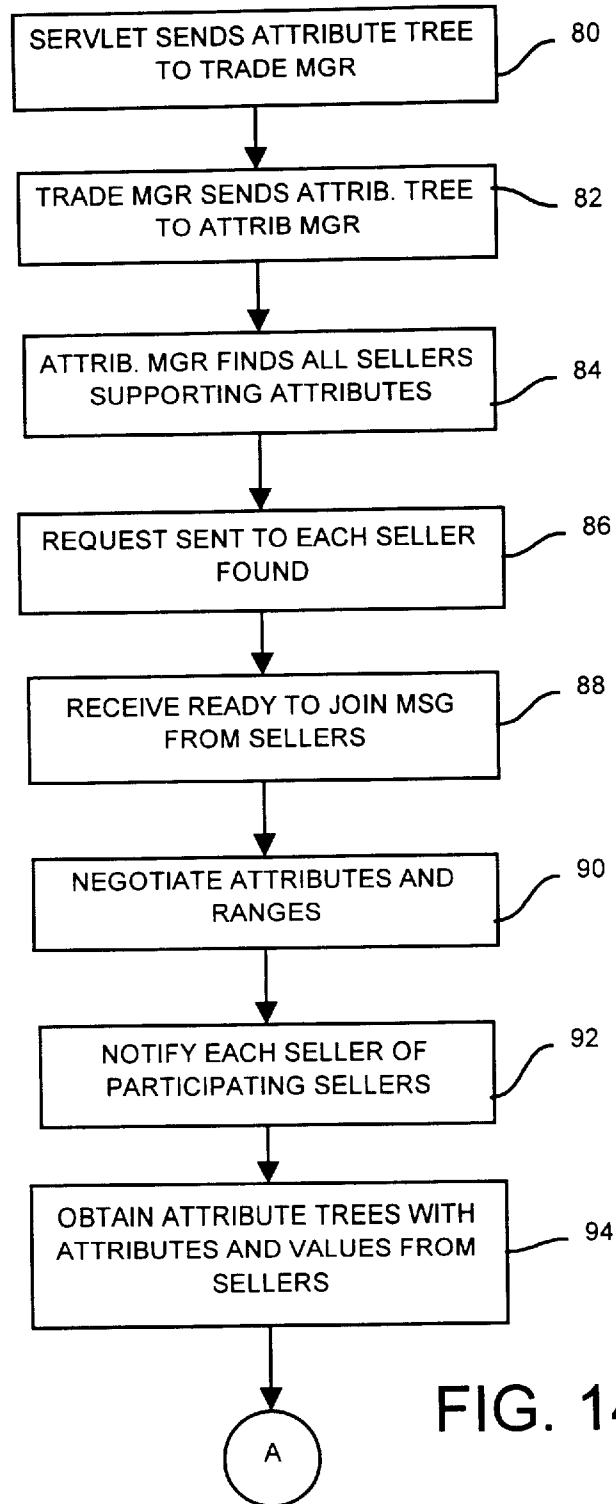 SERVLET SENDS ATTRIBUTE TREE
TO TRADE MGR
80
TRADE MGR SENDS ATTRIB. TREE
TO ATTRIB MGR
82
ATTRIB. MGR FINDS ALL SELLERS
SUPPORTING ATTRIBUTES
84
REQUEST SENT TO EACH SELLER
FOUND
86
RECEIVE READY TO JOIN MSG
FROM SELLERS
88
NEGOTIATE ATTRIBUTES AND
RANGES
90
NOTIFY EACH SELLER OF
PARTICIPATING SELLERS
92
OBTAIN ATTRIBUTE TREES WITH
ATTRIBUTES AND VALUES FROM
SELLERS
94
A
FIG. 14